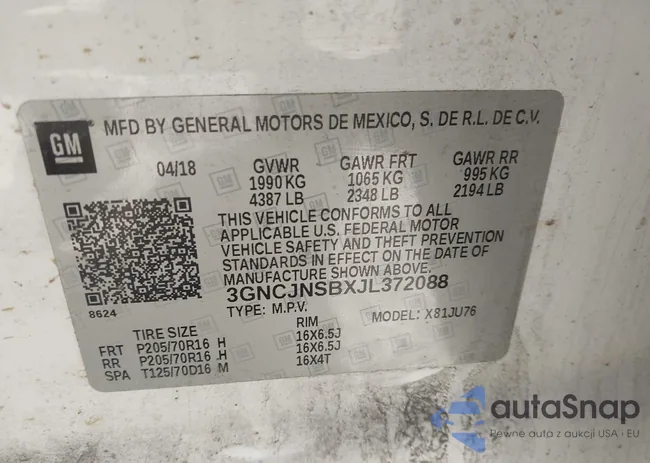 GM
MFD BY GENERAL MOTORS DE MEXICO, S. DE R.L. DE C.V.
04/18 GVWR GAWR FRT GAWR RR
1990 KG 1065 KG 995 KG
4387 LB 2348 LB 2194 LB
THIS VEHICLE CONFORMS TO ALL
APPLICABLE U.S. FEDERAL MOTOR
VEHICLE SAFETY AND THEFT PREVENTION
STANDARDS IN EFFECT ON THE DATE OF
MANUFACTURE SHOWN ABOVE.
3GNCJNSBXJL372088
8624
TYPE: M.P.V. MODEL: X81JU76
TIRE SIZE RIM
FRT P205/70R16 H 16X6.5J
RR P205/70R16 H 16X6.5J
SPA T125/70D16 M 16X4T
autaSnap
Pewne auta z aukcji USA i EU